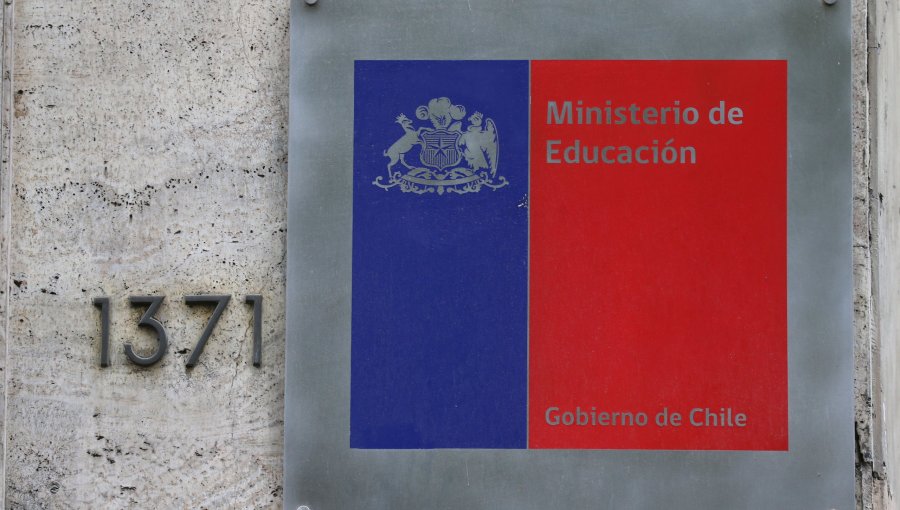 1371
Ministerio de
Educación
Gobierno de Chile